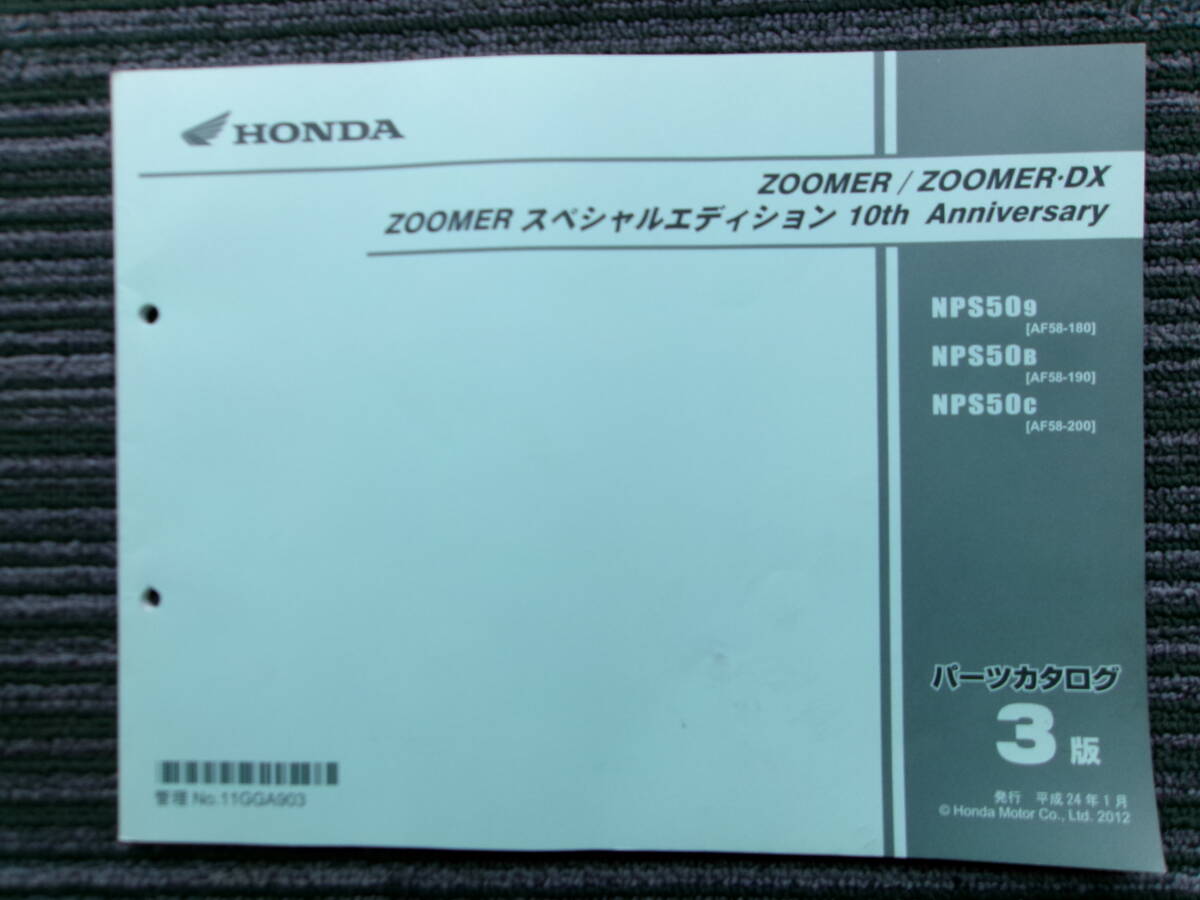 HONDA
ZOOMER / ZOOMER·DX
ZOOMER スペシャルエディション 10th Anniversary
NPS509
[AF58-180]
NPS50B
[AF58-190]
NPS50C
[AF58-200]
パーツカタログ
3版
発行 平成24年1月
© Honda Motor Co., Ltd. 2012
管理 No.11GGA903